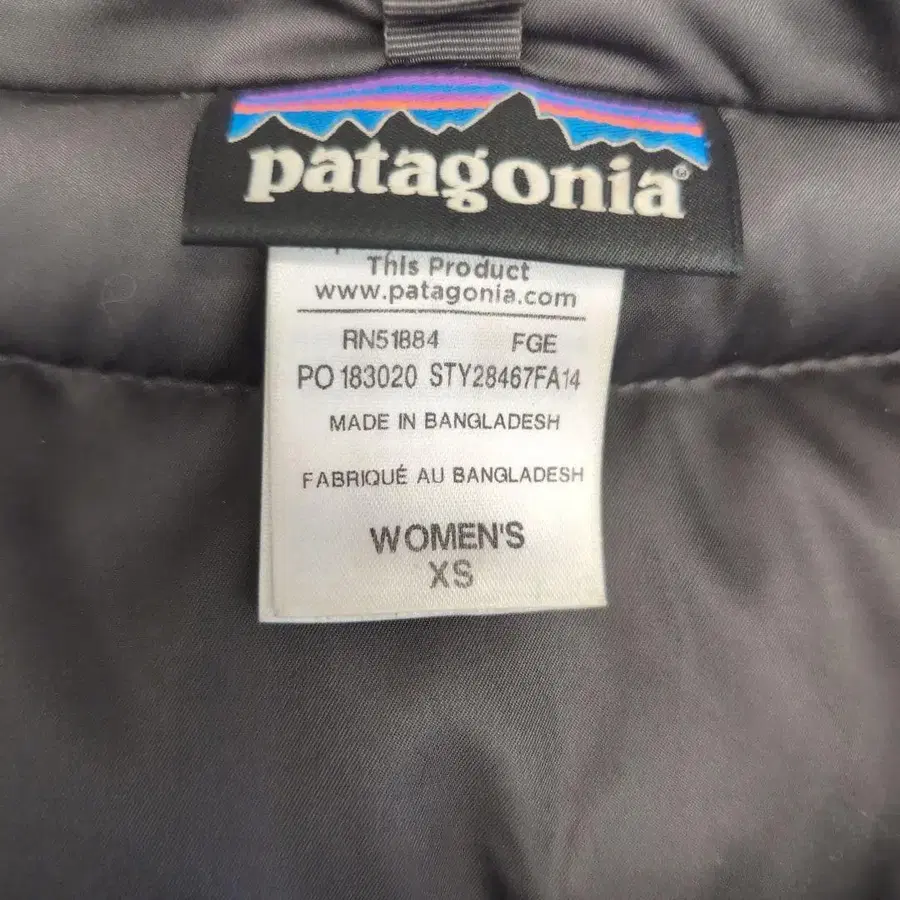 patagonia®
This Product
www.patagonia.com
RN51884 FGE
PO 183020 STY28467FA14
MADE IN BANGLADESH
FABRIQUÉ AU BANGLADESH
WOMEN'S
XS